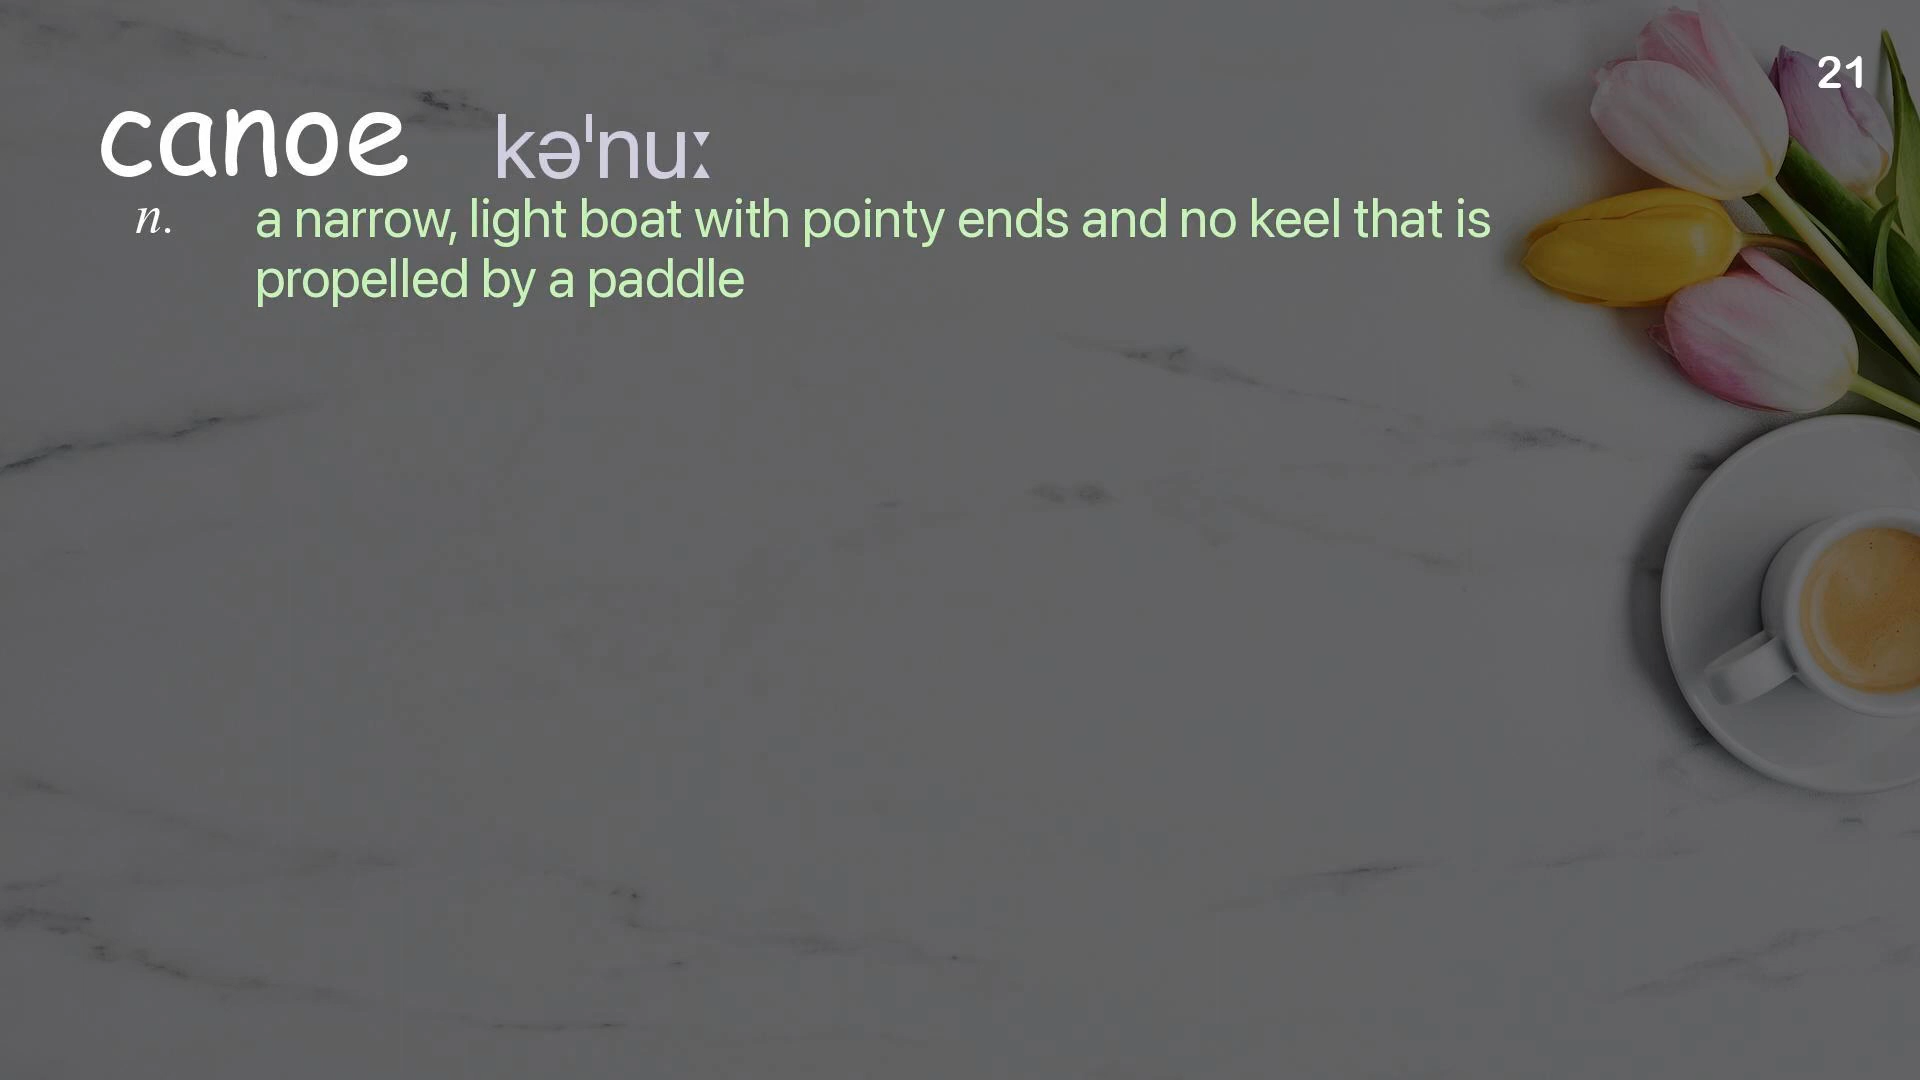 21
canoe kəˈnuː
n. a narrow, light boat with pointy ends and no keel that is
propelled by a paddle